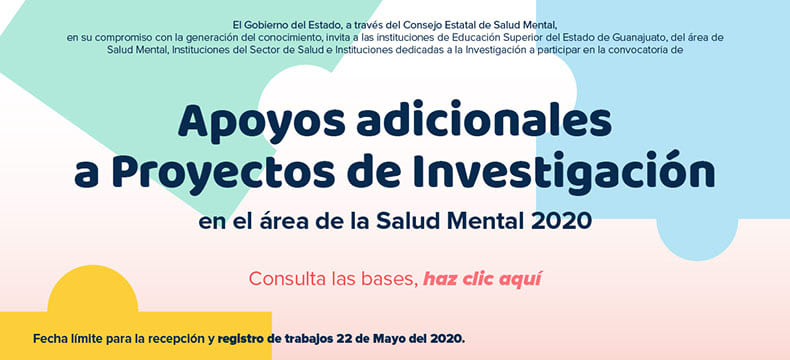 El Gobierno del Estado, a través del Consejo Estatal de Salud Mental,
en su compromiso con la generación del conocimiento, invita a las instituciones de Educación Superior del Estado de Guanajuato, del área de
Salud Mental, Instituciones del Sector de Salud e Instituciones dedicadas a la Investigación a participar en la convocatoria de
Apoyos adicionales
a Proyectos de Investigación
en el área de la Salud Mental 2020
Consulta las bases, haz clic aquí
Fecha límite para la recepción y registro de trabajos 22 de Mayo del 2020.